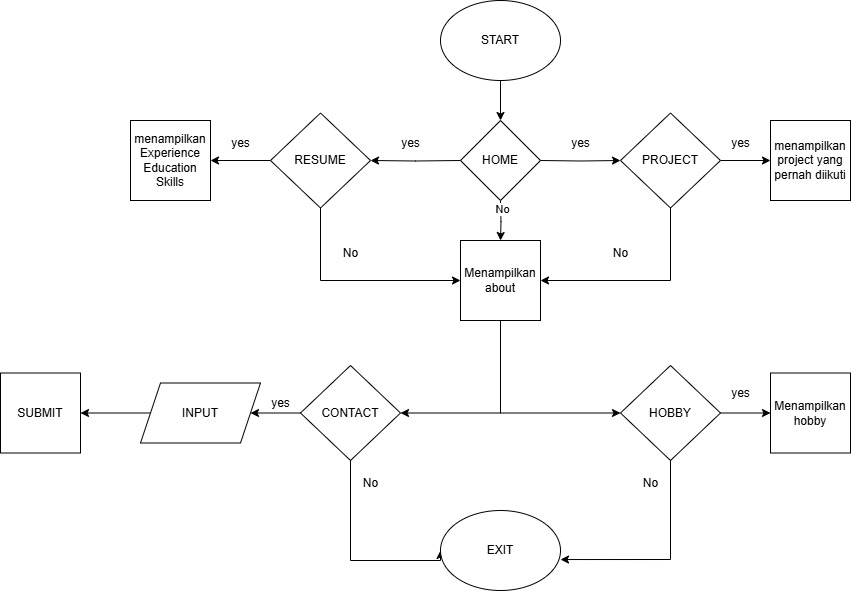 START
menampilkan
Experience
Education
Skills
yes
RESUME
yes
HOME
yes
PROJECT
yes
menampilkan
project yang
pernah diikuti
No
No
No
Menampilkan
about
SUBMIT
INPUT
yes
CONTACT
HOBBY
yes
Menampilkan
hobby
No
No
EXIT